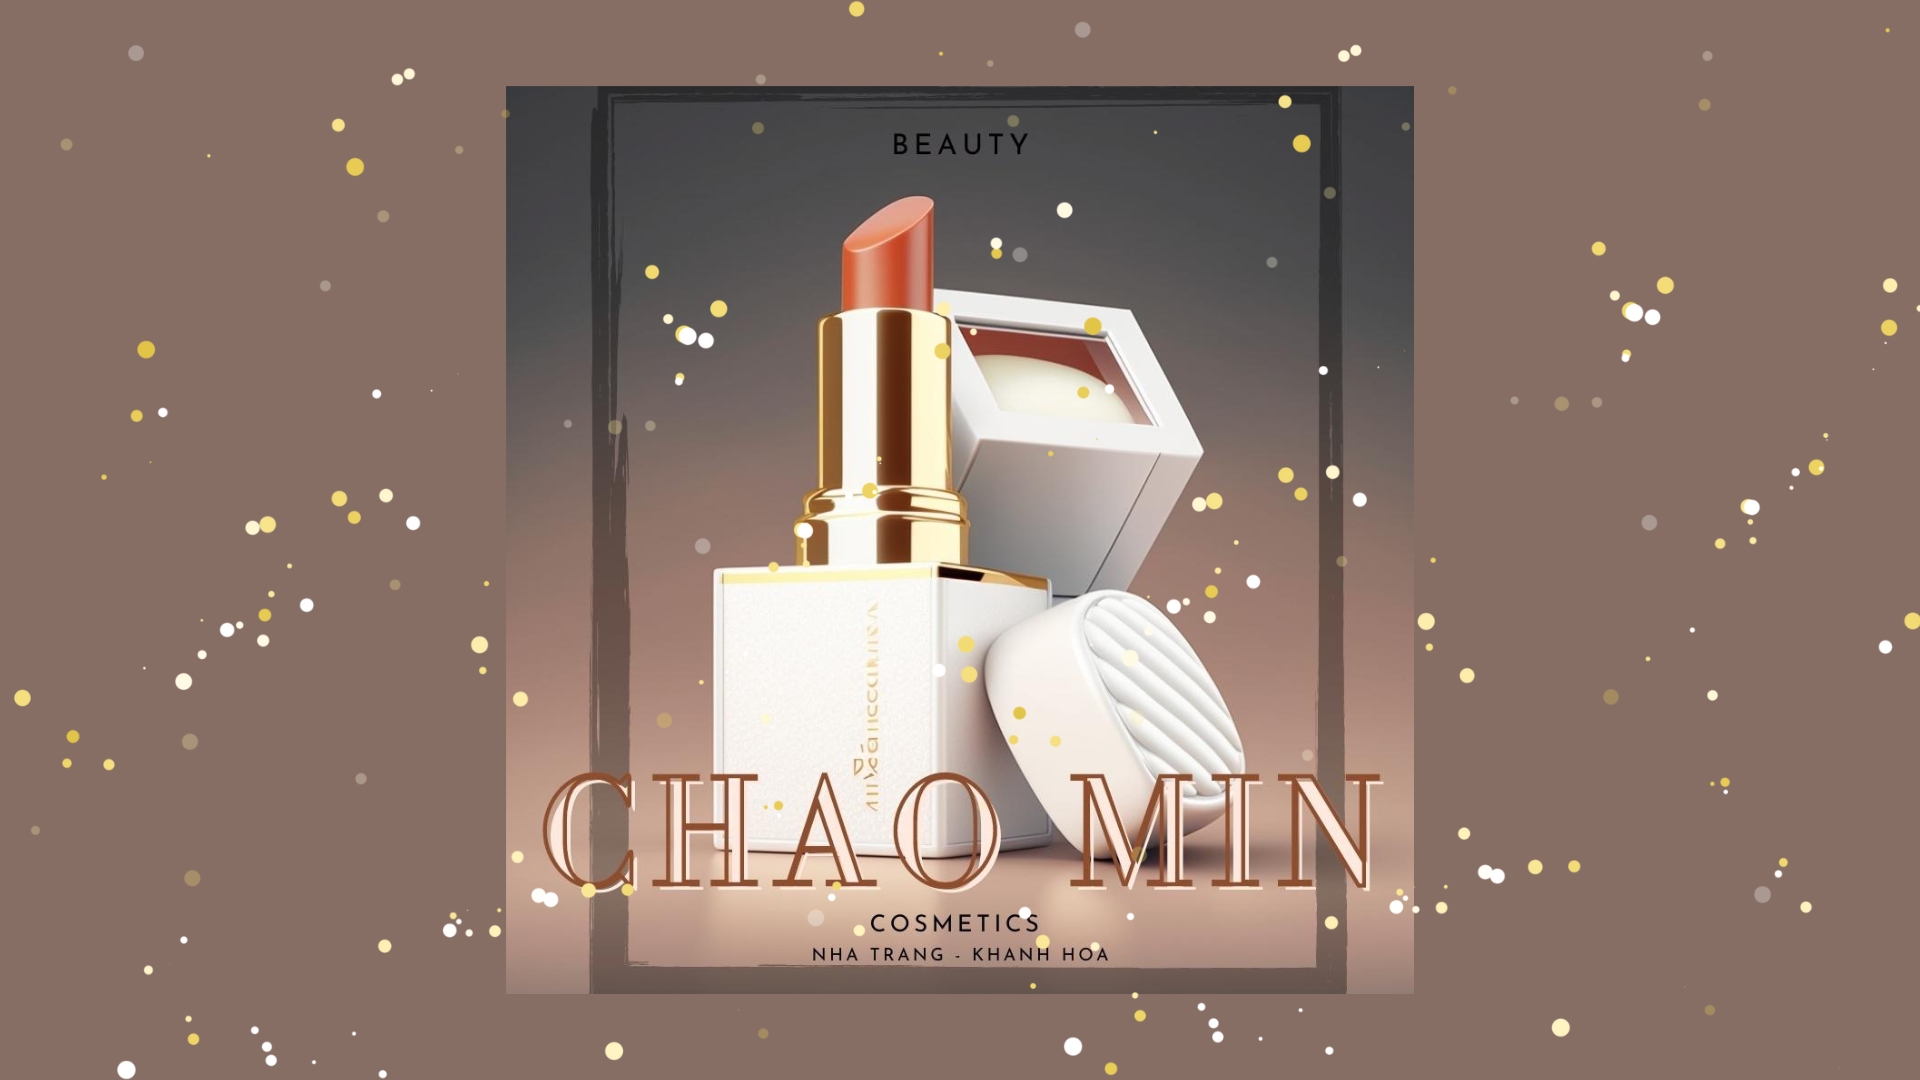 BEAUTY
CHAO MIN
COSMETICS
NHA TRANG - KHANH HOA